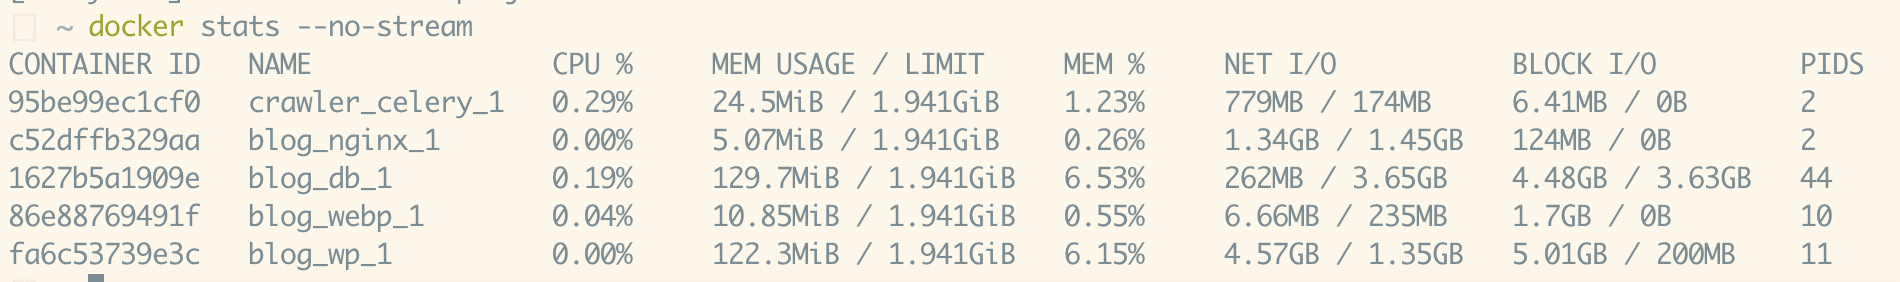 ~ docker stats --no-stream
CONTAINER ID NAME CPU % MEM USAGE / LIMIT MEM % NET I/O BLOCK I/O PIDS
95be99ec1cf0 crawler_celery_1 0.29% 24.5MiB / 1.941GiB 1.23% 779MB / 174MB 6.41MB / 0B 2
c52dffb329aa blog_nginx_1 0.00% 5.07MiB / 1.941GiB 0.26% 1.34GB / 1.45GB 124MB / 0B 2
1627b5a1909e blog_db_1 0.19% 129.7MiB / 1.941GiB 6.53% 262MB / 3.65GB 4.48GB / 3.63GB 44
86e88769491f blog_webp_1 0.04% 10.85MiB / 1.941GiB 0.55% 6.66MB / 235MB 1.7GB / 0B 10
fa6c53739e3c blog_wp_1 0.00% 122.3MiB / 1.941GiB 6.15% 4.57GB / 1.35GB 5.01GB / 200MB 11